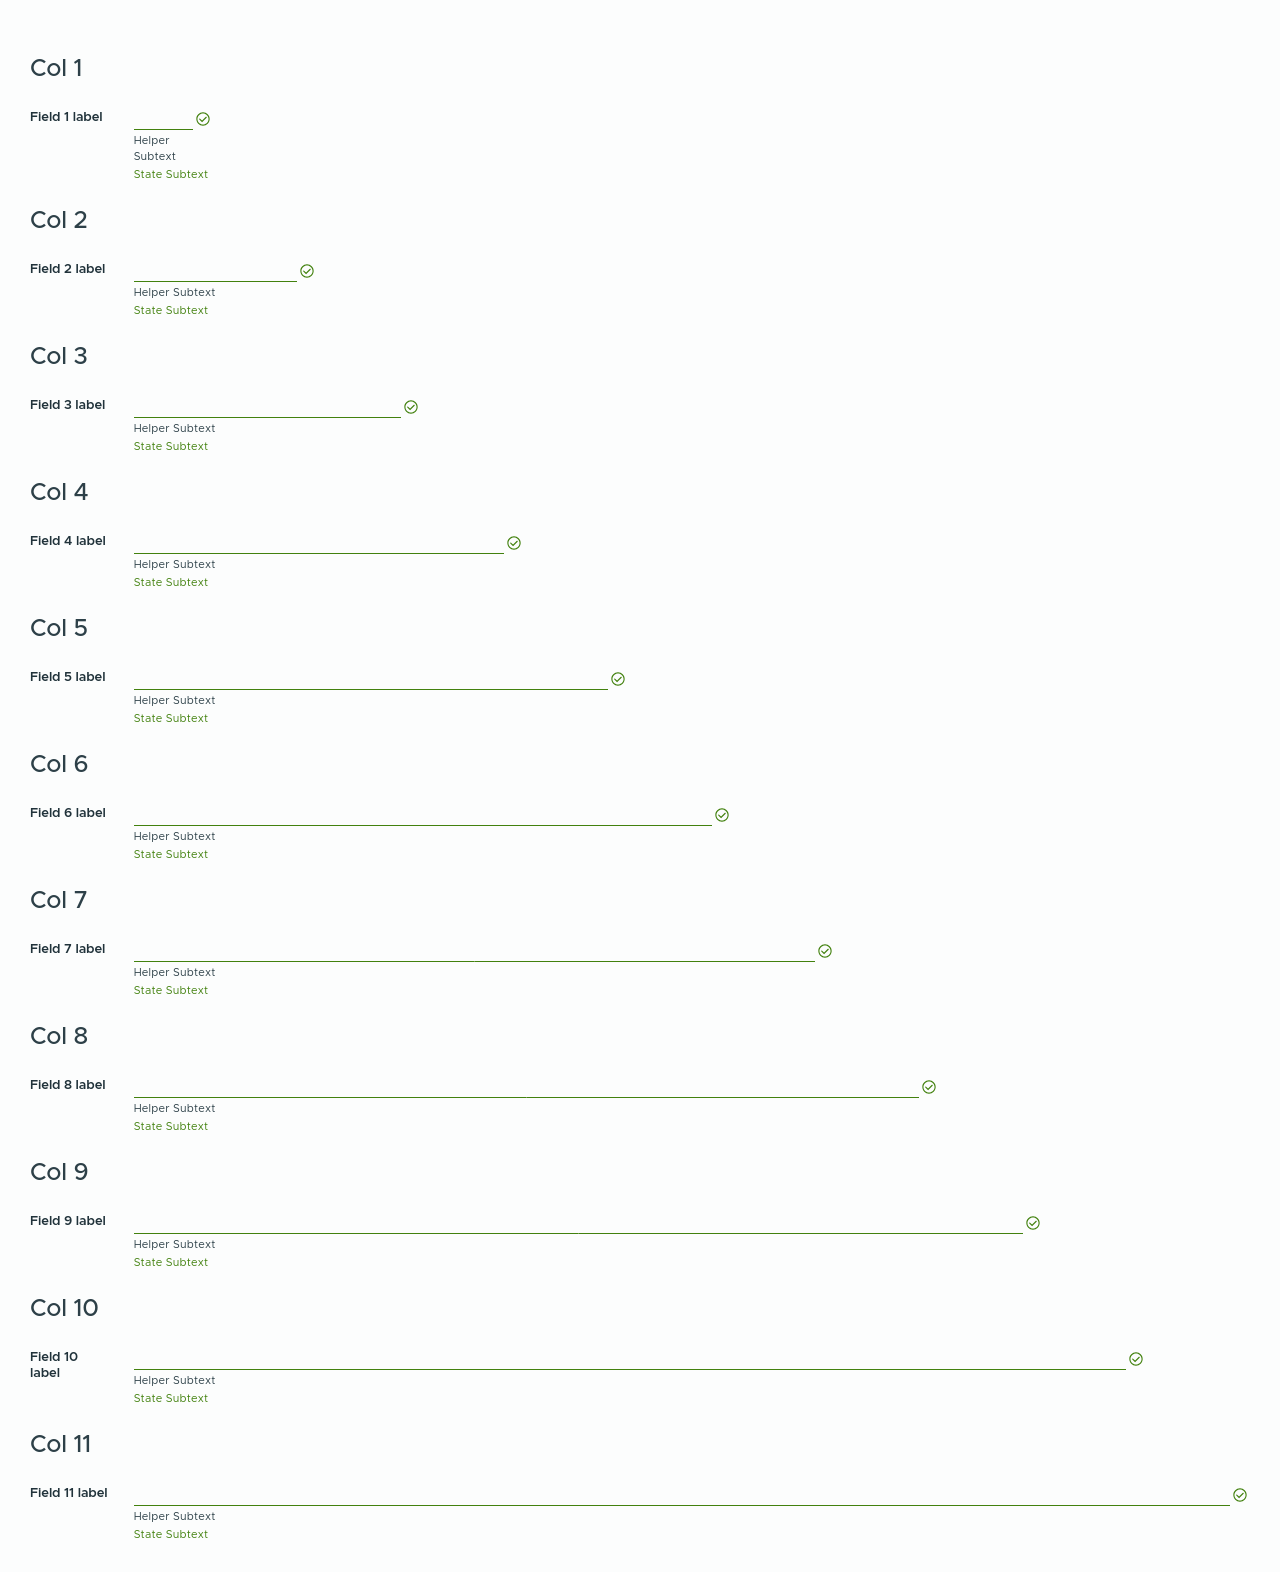 Col 1
Field 1 label
Helper
Subtext
State Subtext
Col 2
Field 2 label
Helper Subtext
State Subtext
Col 3
Field 3 label
Helper Subtext
State Subtext
Col 4
Field 4 label
Helper Subtext
State Subtext
Col 5
Field 5 label
Helper Subtext
State Subtext
Col 6
Field 6 label
Helper Subtext
State Subtext
Col 7
Field 7 label
Helper Subtext
State Subtext
Col 8
Field 8 label
Helper Subtext
State Subtext
Col 9
Field 9 label
Helper Subtext
State Subtext
Col 10
Field 10
label
Helper Subtext
State Subtext
Col 11
Field 11 label
Helper Subtext
State Subtext